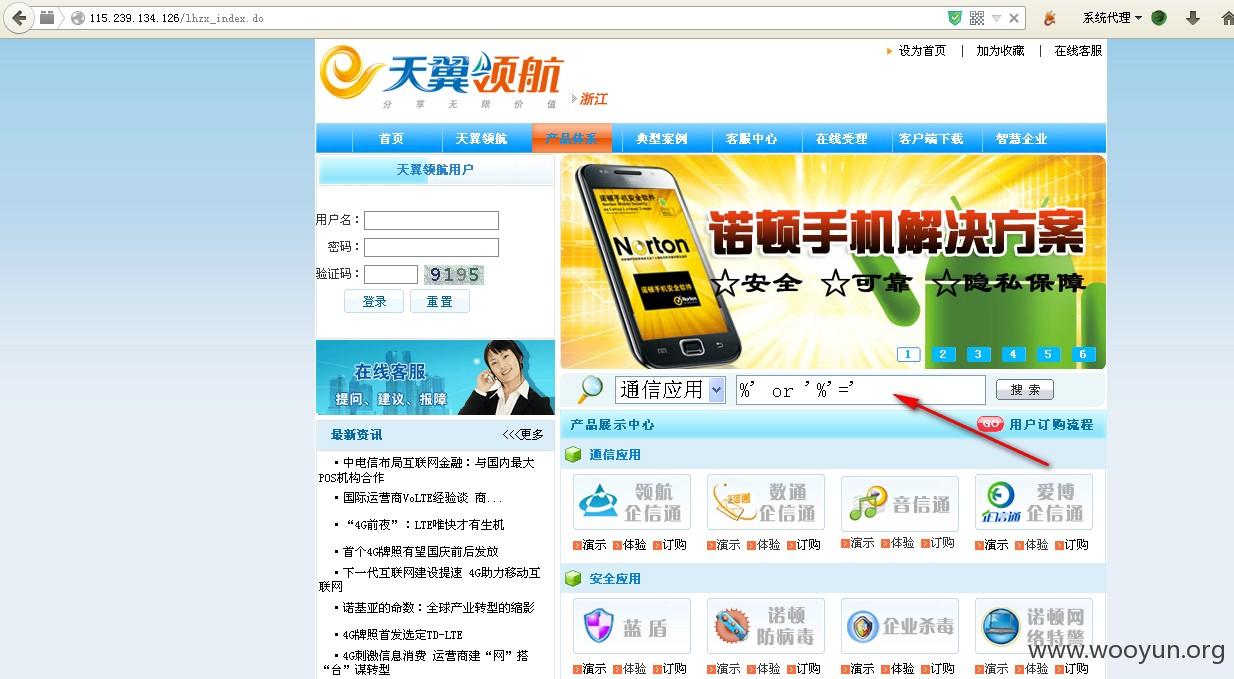 115.239.134.126/lhzx_index.do
系统代理
设为首页 | 加为收藏 | 在线客服
天翼领航
分享无限价值
浙江
首页 天翼领航 产品体系 典型案例 客服中心 在线受理 客户端下载 智慧企业
天翼领航用户
用户名：
密码：
验证码： 9195
登录 重置
诺顿手机安全软件
Norton
诺顿手机安全软件
诺顿手机解决方案
☆安全 ☆可靠 ☆隐私保障
1 2 3 4 5 6
在线客服
提问、建议、报障
通信应用 %' or '%'=' 搜索
最新资讯 <<<更多
产品展示中心 GO 用户订购流程
· 中电信布局互联网金融：与国内最大
POS机构合作
· 国际运营商VoLTE经验谈 商...
· “4G前夜”：LTE唯快才有生机
· 首个4G牌照有望国庆前后发放
· 下一代互联网建设提速 4G助力移动互
联网
· 诺基亚的命数：全球产业转型的缩影
· 4G牌照首发选定TD-LTE
· 4G刺激信息消费 运营商建“网”搭
“台”谋转型
通信应用
领航
企信通
数通
企信通
音信通
爱博
企信通
演示 体验 订购 演示 体验 订购 演示 体验 订购 演示 体验 订购
安全应用
蓝盾
诺顿
防病毒
企业杀毒
诺顿网
络特警
演示 体验 订购 演示 体验 订购 演示 体验 订购 演示 体验 订购
www.wooyun.org